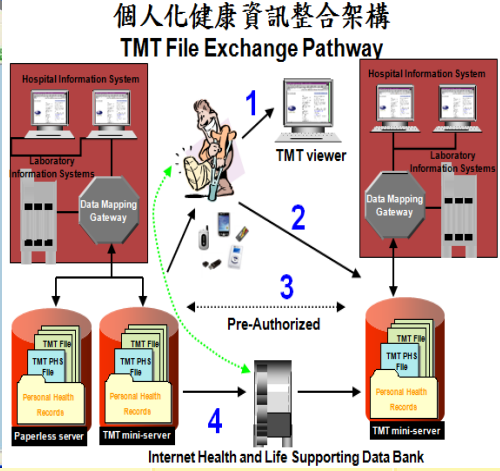 個人化健康資訊整合架構
TMT File Exchange Pathway
Hospital Information System
Laboratory
Information Systems
Data Mapping
Gateway
1
TMT viewer
2
3
Pre-Authorized
4
Hospital Information System
Laboratory
Information Systems
Data Mapping
Gateway
TMT File
TMT PHS
File
Personal Health
Records
Paperless server
TMT File
TMT PHS
File
Personal Health
Records
TMT mini-server
TMT File
TMT PHS
File
Personal Health
Records
TMT mini-server
Internet Health and Life Supporting Data Bank